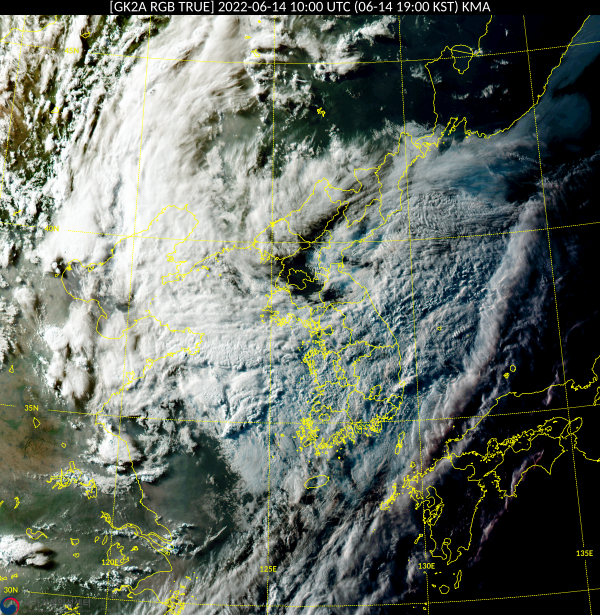 [GK2A RGB TRUE] 2022-06-14 10:00 UTC (06-14 19:00 KST) KMA
35N
120E
125E
130E
135E
30N